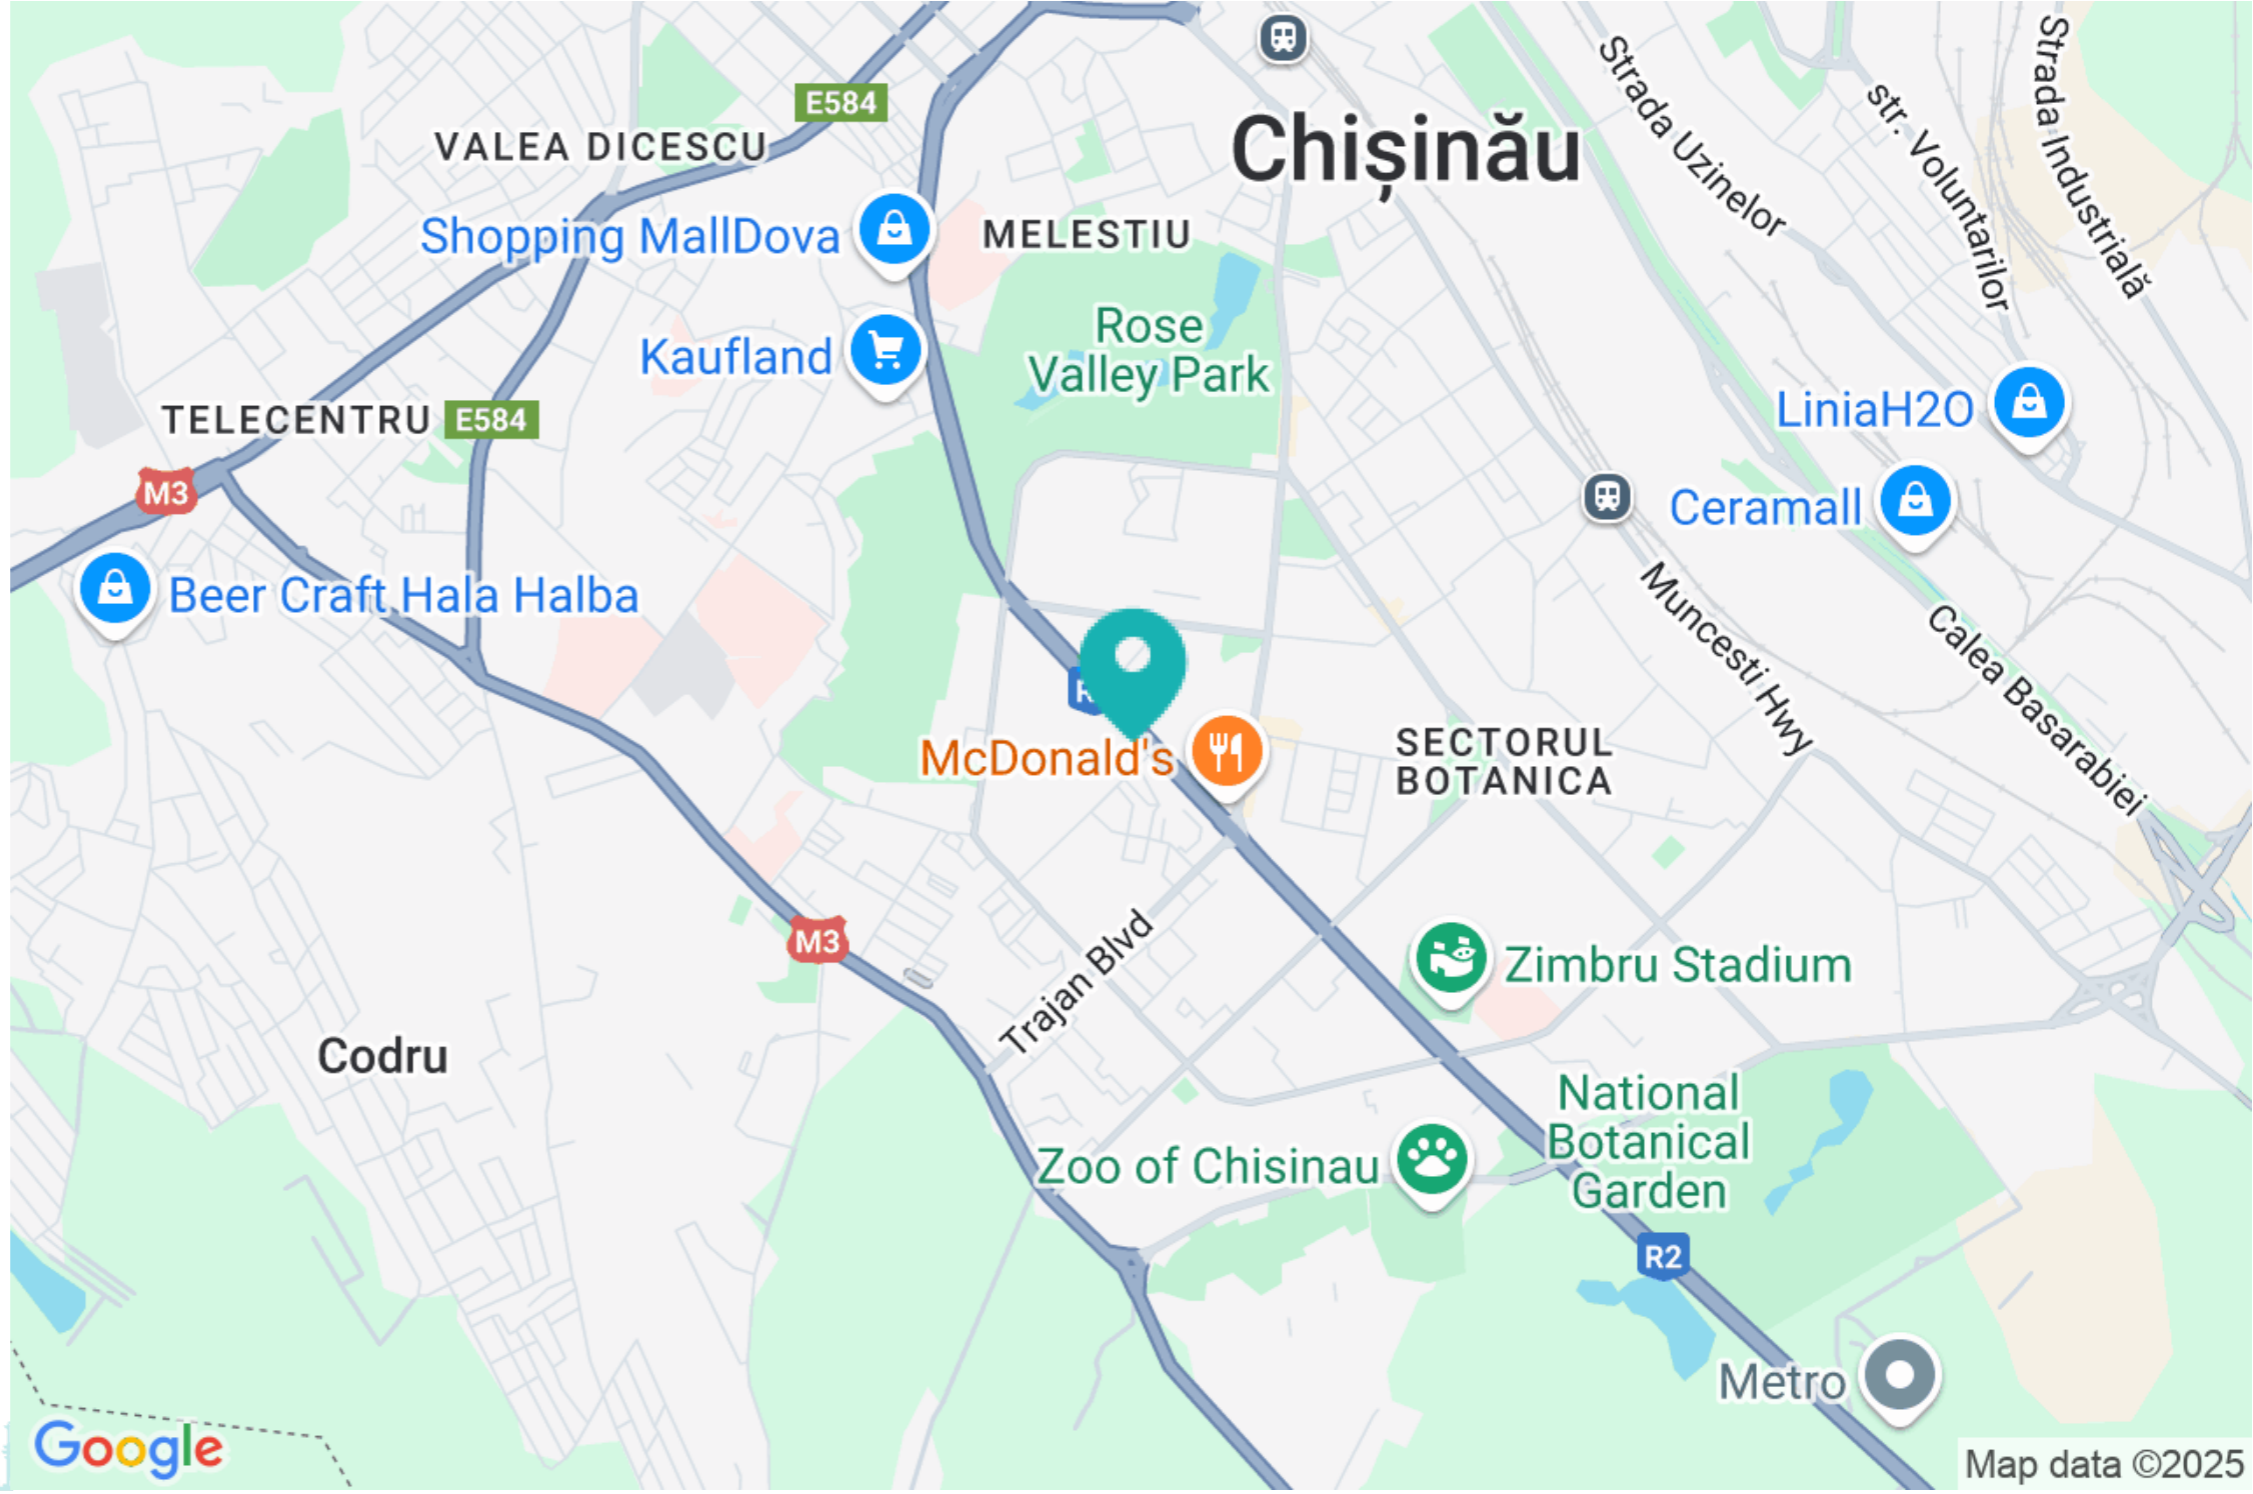 Strada Uzinelor
Strada Industrială
str. Voluntarilor
E584
VALEA DICESCU
Chișinău
Shopping MallDova
MELESTIU
Rose
Valley Park
Kaufland
LiniaH2O
TELECENTRU
E584
M3
Ceramall
Beer Craft Hala Halba
Muncesti Hwy
Calea Basarabiei
McDonald's
SECTORUL
BOTANICA
M3
Trajan Blvd
Zimbru Stadium
Codru
National
Botanical
Garden
Zoo of Chisinau
R2
Metro
Google
Map data ©2025